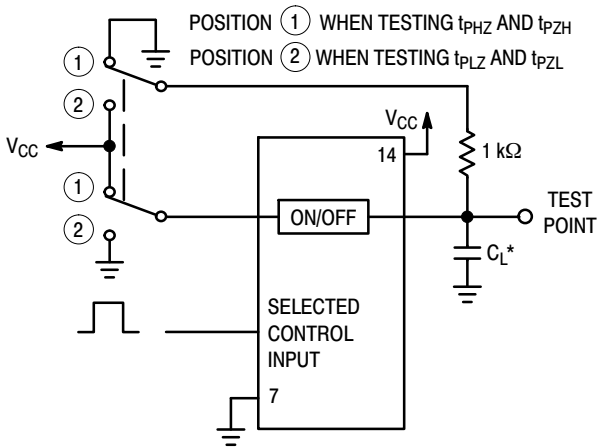 POSITION 1 WHEN TESTING tPHZ AND tPZH
POSITION 2 WHEN TESTING tPLZ AND tPZL
1
2
VCC
1
2
VCC
14
1 kΩ
ON/OFF
TEST
POINT
CL*
SELECTED
CONTROL
INPUT
7